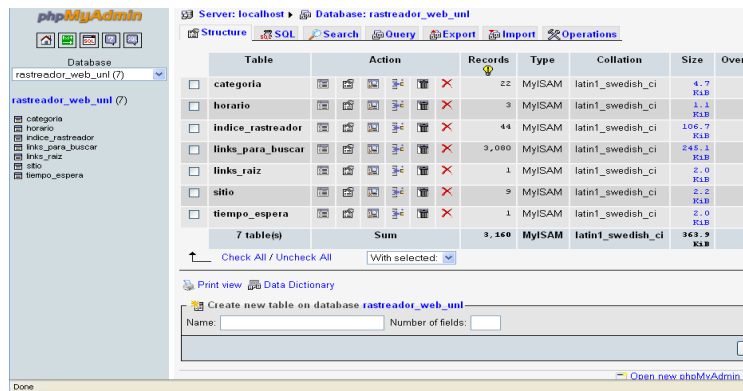 phpMyAdmin
Database
rastreador_web_unl (7)
rastreador_web_unl (7)
categoria
horario
indice_rastreador
links_para_buscar
links_raiz
sitio
tiempo_espera
Server: localhost ▸ Database: rastreador_web_unl
Structure SQL Search Query Export Import Operations
Table Action Records Type Collation Size Over
categoria 22 MyISAM latin1_swedish_ci 4.7 KiB
horario 3 MyISAM latin1_swedish_ci 1.1 KiB
indice_rastreador 44 MyISAM latin1_swedish_ci 106.7 KiB
links_para_buscar 3,080 MyISAM latin1_swedish_ci 245.1 KiB
links_raiz 1 MyISAM latin1_swedish_ci 2.0 KiB
sitio 9 MyISAM latin1_swedish_ci 2.2 KiB
tiempo_espera 1 MyISAM latin1_swedish_ci 2.0 KiB
7 table(s) Sum 3,160 MyISAM latin1_swedish_ci 363.9 KiB
Check All / Uncheck All With selected:
Print view Data Dictionary
Create new table on database rastreador_web_unl
Name: Number of fields:
Open new phpMyAdmin
Done